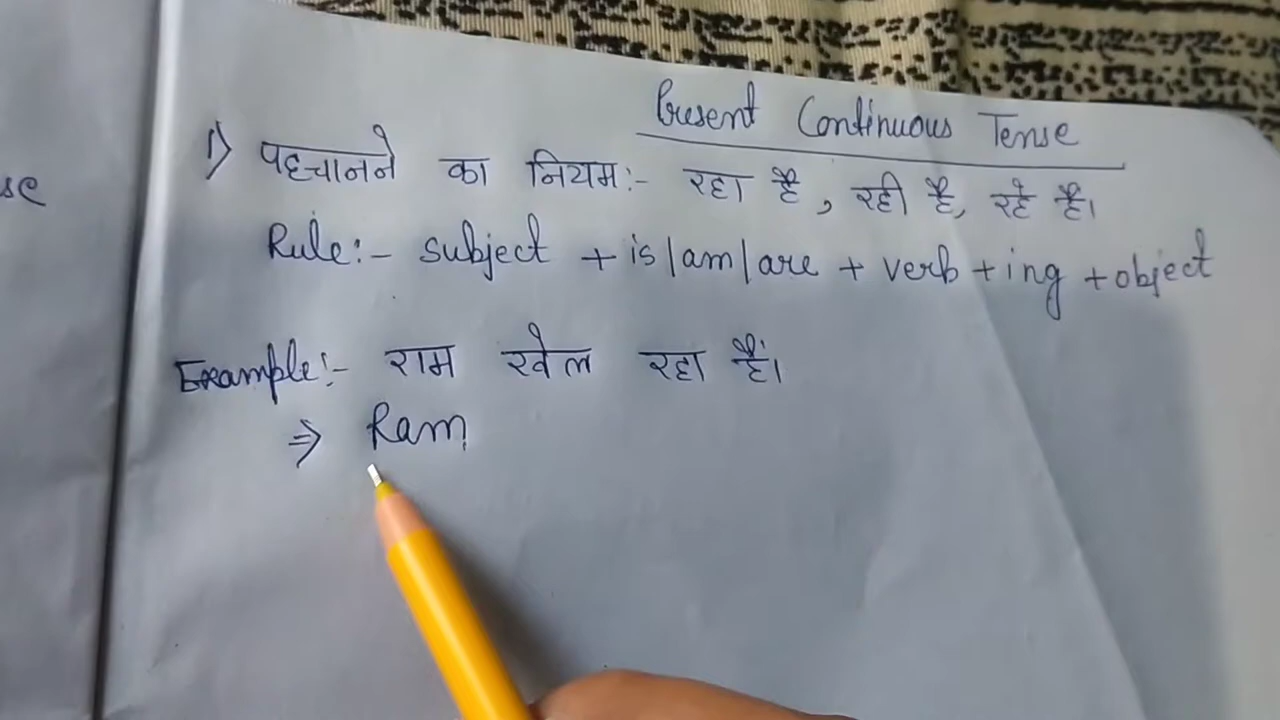 Present Continuous Tense
1) पहचानने का नियम:- रहा है, रही है, रहे है।
Rule:- subject + is/am/are + verb + ing + object
Example:- राम खेल रहा हैं।
⇒ Ram